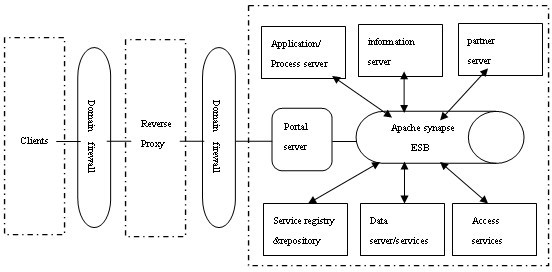 Clients
Domain firewall
Reverse
Proxy
Domain firewall
Application/
Process server
information
server
partner
server
Portal
server
Apache synapse
ESB
Service registry
&repository
Data
server/services
Access
services